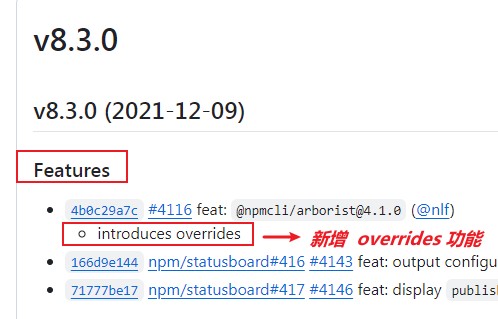 v8.3.0
v8.3.0 (2021-12-09)
Features
4b0c29a7c #4116 feat: @npmcli/arborist@4.1.0 (@nlf)
introduces overrides 新增 overrides 功能
166d9e144 npm/statusboard#416 #4143 feat: output configu
71777be17 npm/statusboard#417 #4146 feat: display publis